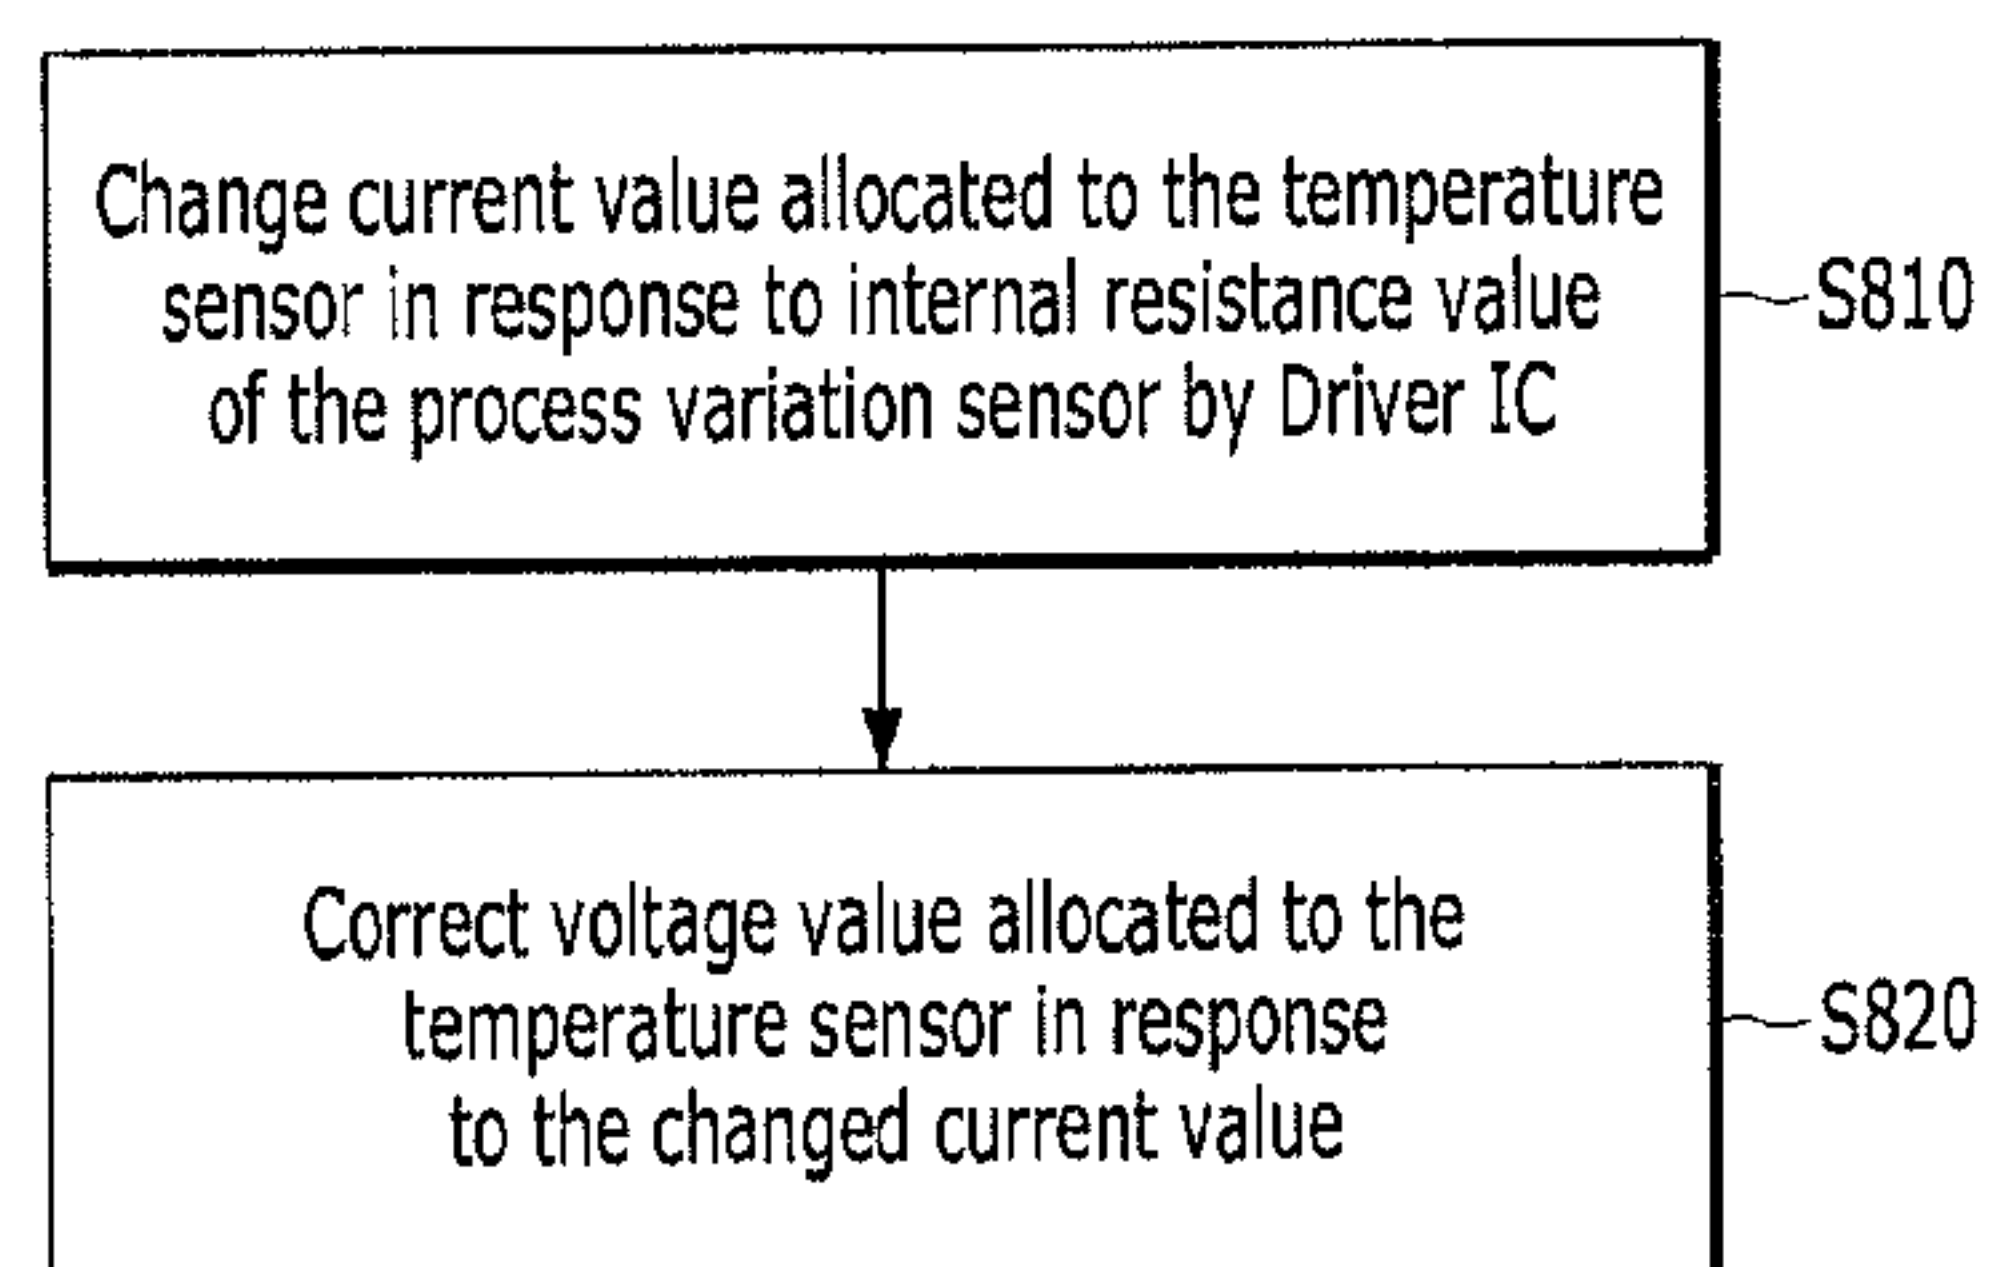 Change current value allocated to the temperature
sensor in response to internal resistance value
of the process variation sensor by Driver IC
S810
Correct voltage value allocated to the
temperature sensor in response
to the changed current value
S820